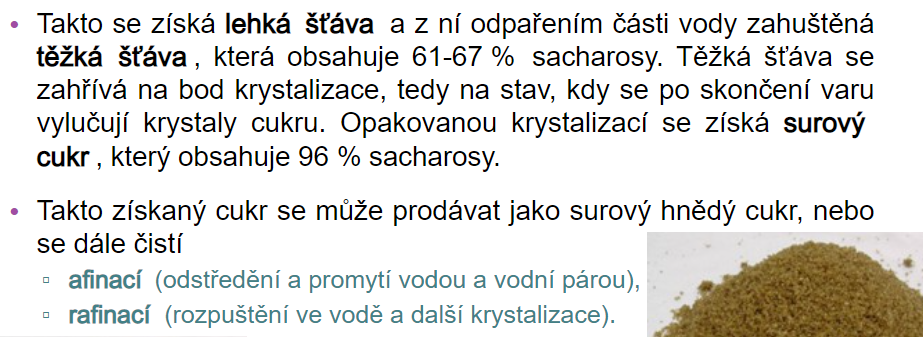 • Takto se získá lehká šťáva a z ní odpařením části vody zahuštěná
těžká šťáva , která obsahuje 61-67 % sacharosy. Těžká šťáva se
zahřívá na bod krystalizace, tedy na stav, kdy se po skončení varu
vylučují krystaly cukru. Opakovanou krystalizací se získá surový
cukr , který obsahuje 96 % sacharosy.
• Takto získaný cukr se může prodávat jako surový hnědý cukr, nebo
se dále čistí
▫ afinací (odstředění a promytí vodou a vodní párou),
▫ rafinací (rozpuštění ve vodě a další krystalizace).